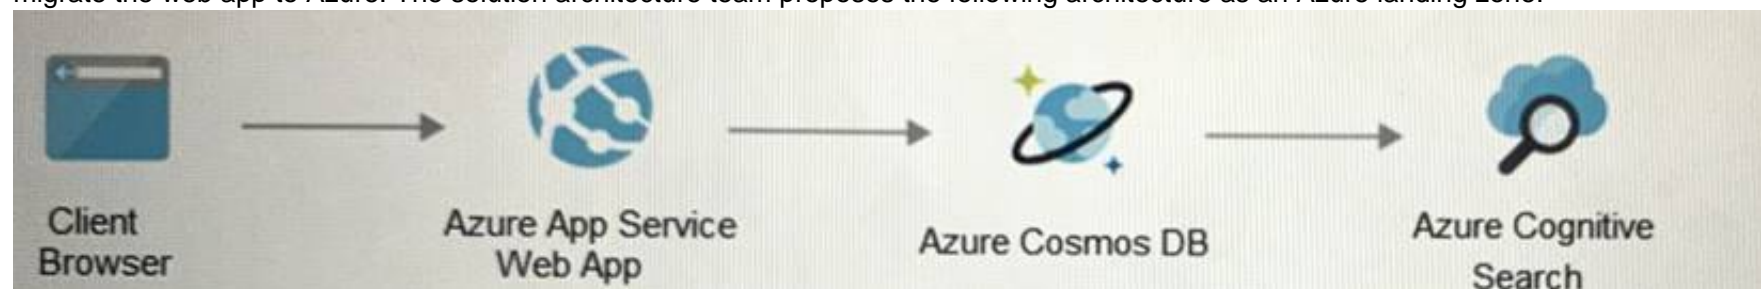 migrate the web app to Azure. The solution architecture team proposes the following architecture as an Azure landing zone:
Client
Browser
Azure App Service
Web App
Azure Cosmos DB
Azure Cognitive
Search